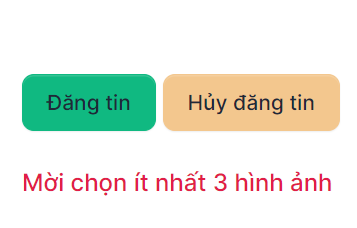 Đăng tin Hủy đăng tin
Mời chọn ít nhất 3 hình ảnh